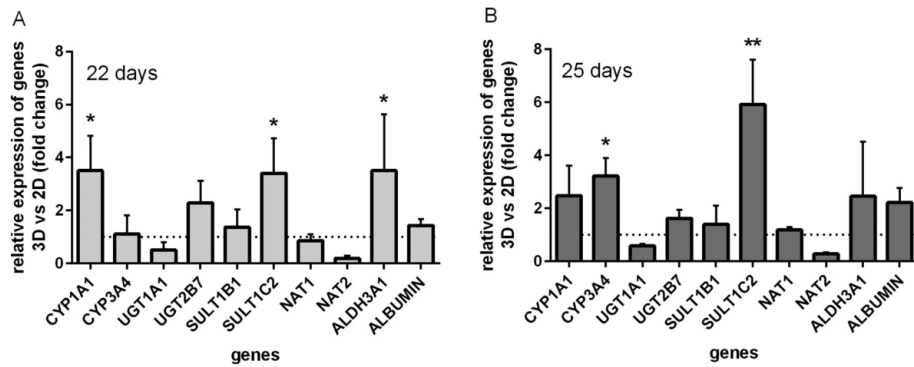 A
relative expression of genes
3D vs 2D (fold change)
8
6
4
2
0
22 days
*
*
*
CYP1A1
CYP3A4
UGT1A1
UGT2B7
SULT1B1
SULT1C2
NAT1
NAT2
ALDH3A1
ALBUMIN
genes
B
relative expression of genes
3D vs 2D (fold change)
8
6
4
2
0
25 days
*
**
CYP1A1
CYP3A4
UGT1A1
UGT2B7
SULT1B1
SULT1C2
NAT1
NAT2
ALDH3A1
ALBUMIN
genes